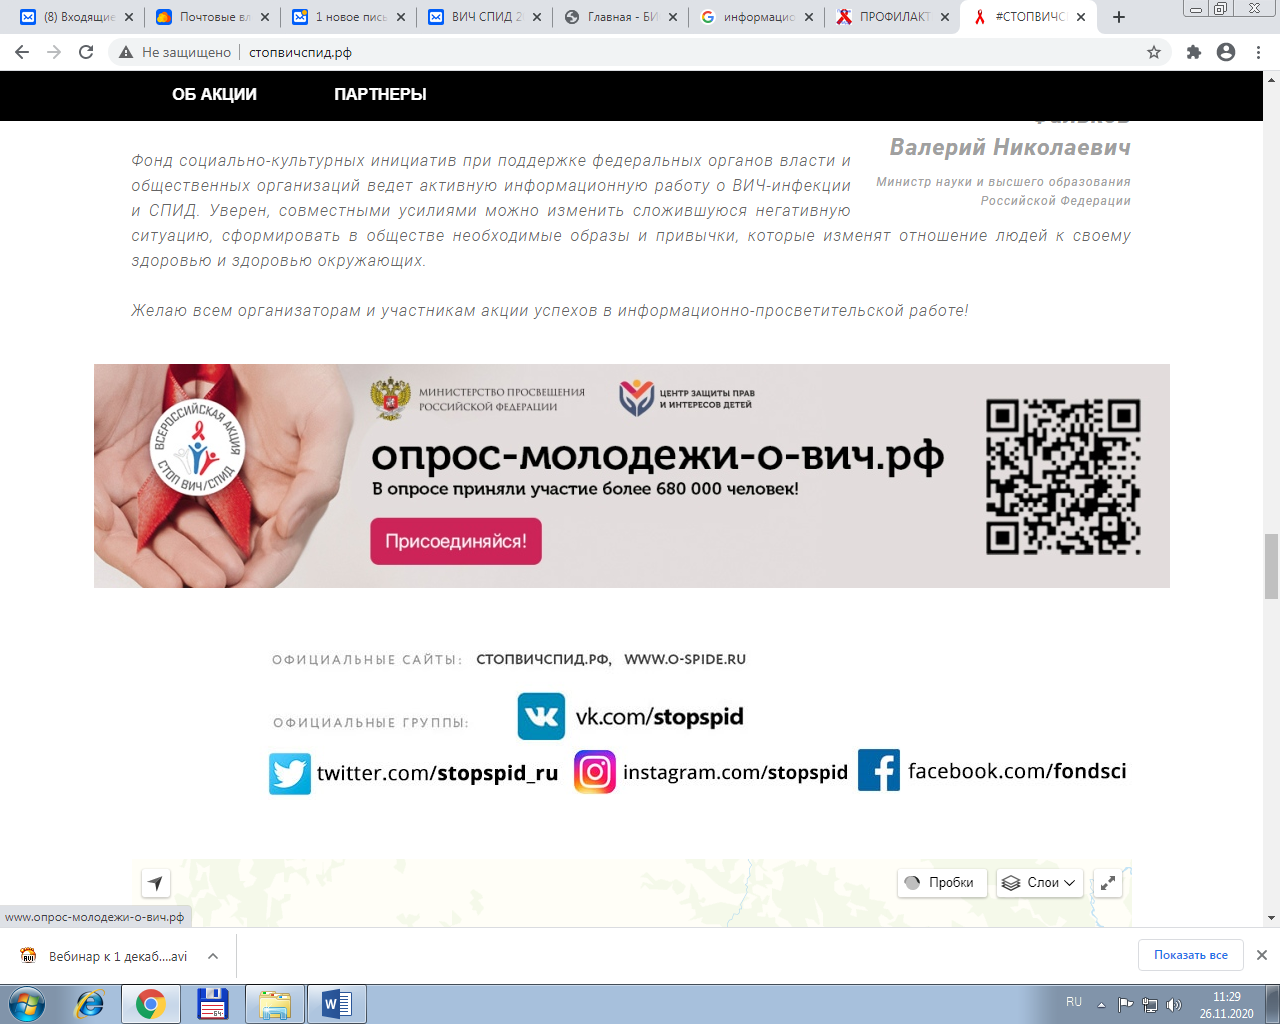 (8) Входящие
Почтовые вл
1 новое пись
ВИЧ СПИД 2
Главная - БИ
информацио
ПРОФИЛАКТ
#СТОПВИЧС
Не защищено
стопвичспид.рф
ОБ АКЦИИ
ПАРТНЕРЫ
Валерий Николаевич
Министр науки и высшего образования
Российской Федерации
Фонд социально-культурных инициатив при поддержке федеральных органов власти и
общественных организаций ведет активную информационную работу о ВИЧ-инфекции
и СПИД. Уверен, совместными усилиями можно изменить сложившуюся негативную
ситуацию, сформировать в обществе необходимые образы и привычки, которые изменят отношение людей к своему
здоровью и здоровью окружающих.
Желаю всем организаторам и участникам акции успехов в информационно-просветительской работе!
ВСЕРОССИЙСКАЯ АКЦИЯ
СТОП ВИЧ/СПИД
МИНИСТЕРСТВО ПРОСВЕЩЕНИЯ
РОССИЙСКОЙ ФЕДЕРАЦИИ
ЦЕНТР ЗАЩИТЫ ПРАВ
И ИНТЕРЕСОВ ДЕТЕЙ
опрос-молодежи-о-вич.рф
В опросе приняли участие более 680 000 человек!
Присоединяйся!
ОФИЦИАЛЬНЫЕ САЙТЫ: СТОПВИЧСПИД.РФ, WWW.O-SPIDE.RU
ОФИЦИАЛЬНЫЕ ГРУППЫ:
vk.com/stopspid
twitter.com/stopspid_ru
instagram.com/stopspid
facebook.com/fondsci
Пробки
Слои
www.опрос-молодежи-о-вич.рф
Вебинар к 1 декаб....avi
Показать все
RU
11:29
26.11.2020